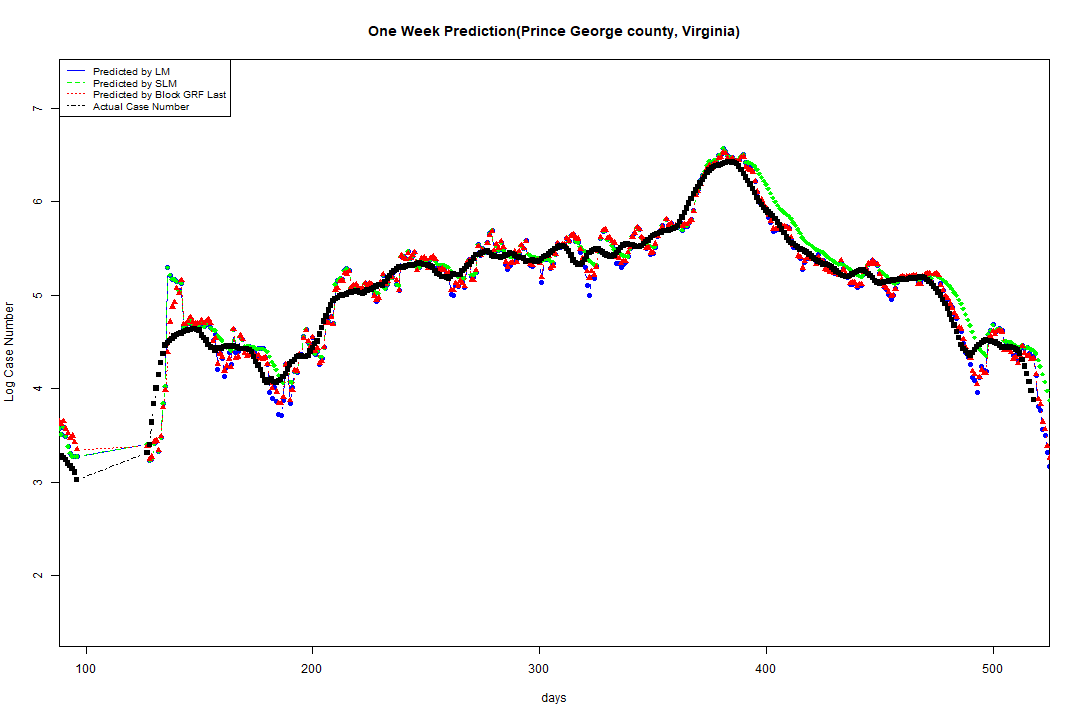 One Week Prediction(Prince George county, Virginia)
Predicted by LM
Predicted by SLM
Predicted by Block GRF Last
Actual Case Number
7
6
5
4
3
2
Log Case Number
100 200 300 400 500
days